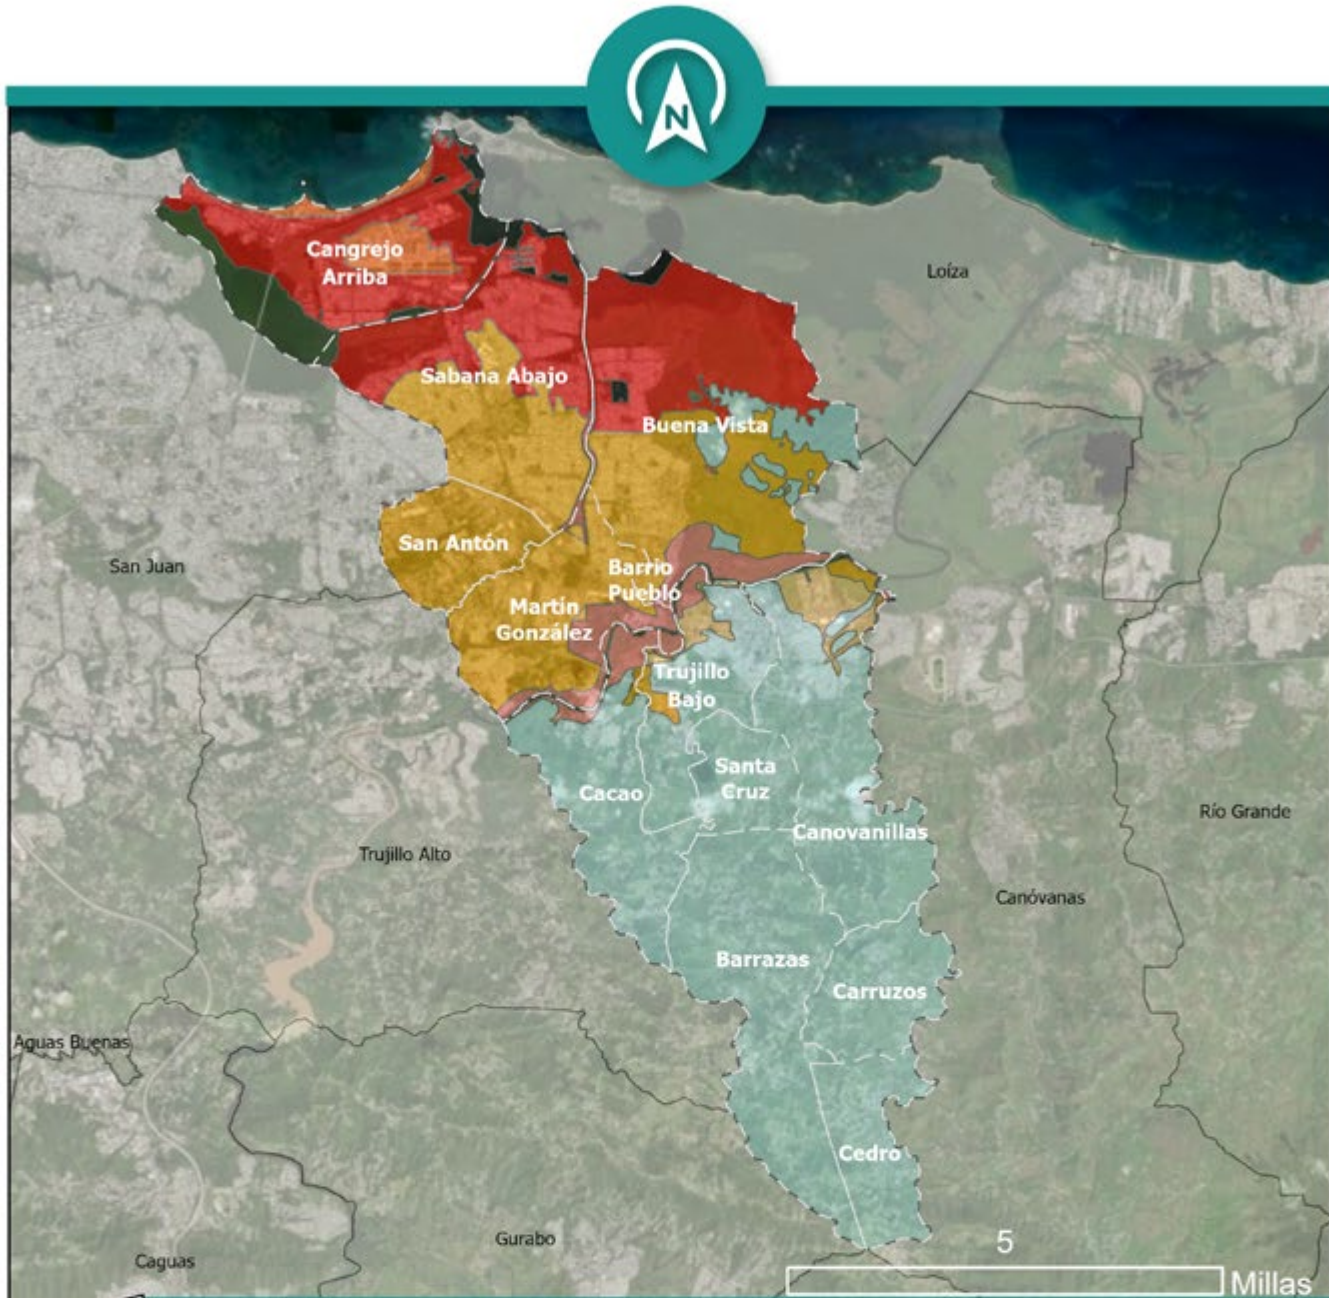 N
Cangrejo
Arriba
Loíza
Sabana Abajo
Buena Vista
San Antón
San Juan
Barrio
Pueblo
Martín
González
Trujillo
Bajo
Santa
Cruz
Cacao
Canovanillas
Río Grande
Trujillo Alto
Canóvanas
Barrazas
Carruzos
Aguas Buenas
Cedro
Gurabo
5
Caguas
Millas